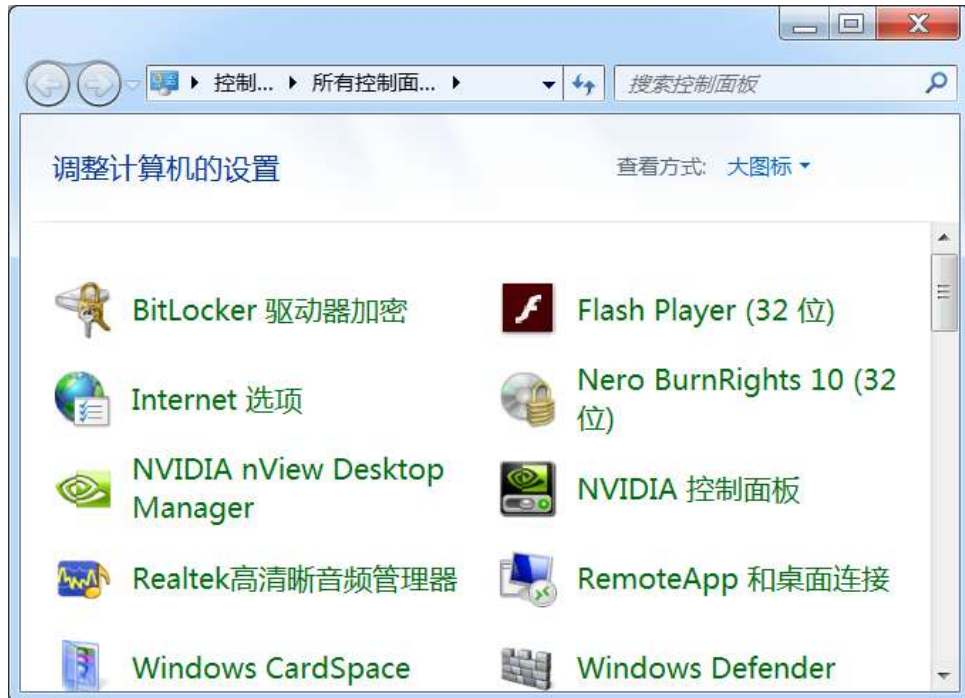 控制... 所有控制面... 搜索控制面板
调整计算机的设置 查看方式: 大图标
BitLocker 驱动器加密 Flash Player (32 位)
Internet 选项 Nero BurnRights 10 (32
位)
NVIDIA nView Desktop
Manager
NVIDIA 控制面板
Realtek高清晰音频管理器 RemoteApp 和桌面连接
Windows CardSpace Windows Defender